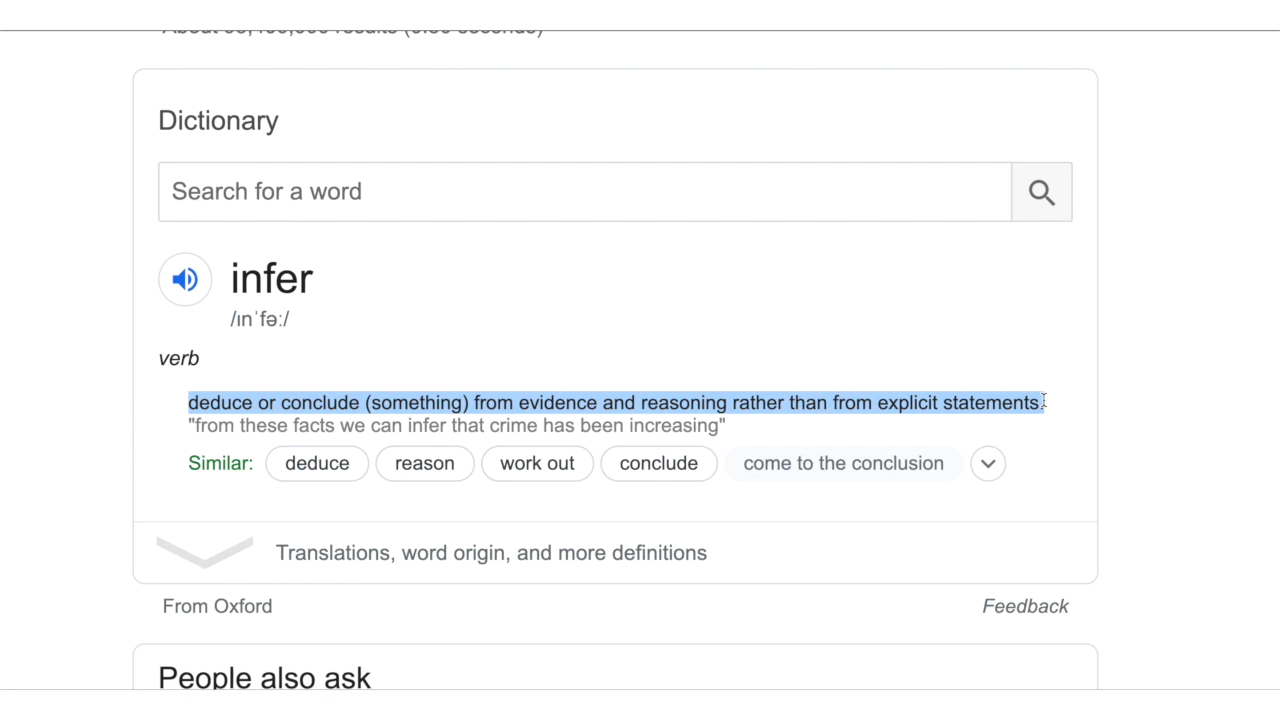 Dictionary
Search for a word
infer
/ɪnˈfəː/
verb
deduce or conclude (something) from evidence and reasoning rather than from explicit statements.
"from these facts we can infer that crime has been increasing"
Similar: deduce reason work out conclude come to the conclusion
Translations, word origin, and more definitions
From Oxford Feedback
People also ask